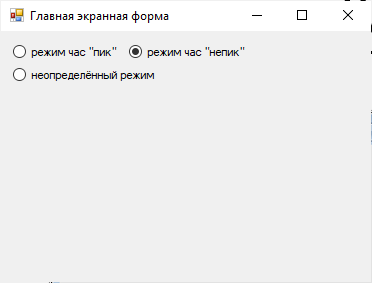 Главная экранная форма
режим час "пик" режим час "непик"
неопределённый режим